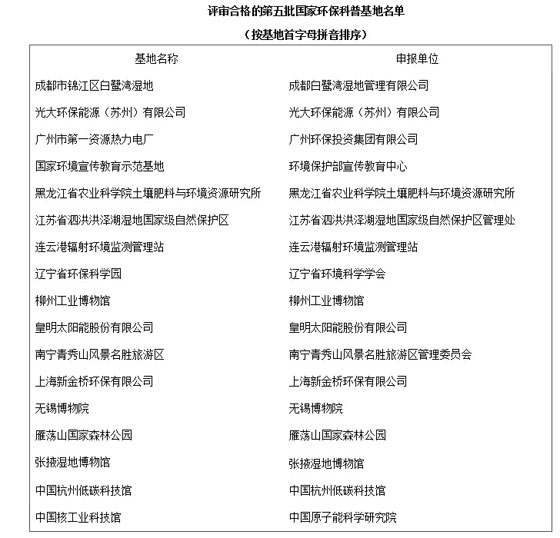 评审合格的第五批国家环保科普基地名单
（按基地首字母拼音排序）
基地名称 申报单位
成都市锦江区白鹭湾湿地 成都白鹭湾湿地管理有限公司
光大环保能源（苏州）有限公司 光大环保能源（苏州）有限公司
广州市第一资源热力电厂 广州环保投资集团有限公司
国家环境宣传教育示范基地 环境保护部宣传教育中心
黑龙江省农业科学院土壤肥料与环境资源研究所 黑龙江省农业科学院土壤肥料与环境资源研究所
江苏省泗洪洪泽湖湿地国家级自然保护区 江苏省泗洪洪泽湖湿地国家级自然保护区管理处
连云港辐射环境监测管理站 连云港辐射环境监测管理站
辽宁省环保科学园 辽宁省环境科学学会
柳州工业博物馆 柳州工业博物馆
皇明太阳能股份有限公司 皇明太阳能股份有限公司
南宁青秀山风景名胜旅游区 南宁青秀山风景名胜旅游区管理委员会
上海新金桥环保有限公司 上海新金桥环保有限公司
无锡博物院 无锡博物院
雁荡山国家森林公园 雁荡山国家森林公园
张掖湿地博物馆 张掖湿地博物馆
中国杭州低碳科技馆 中国杭州低碳科技馆
中国核工业科技馆 中国原子能科学研究院